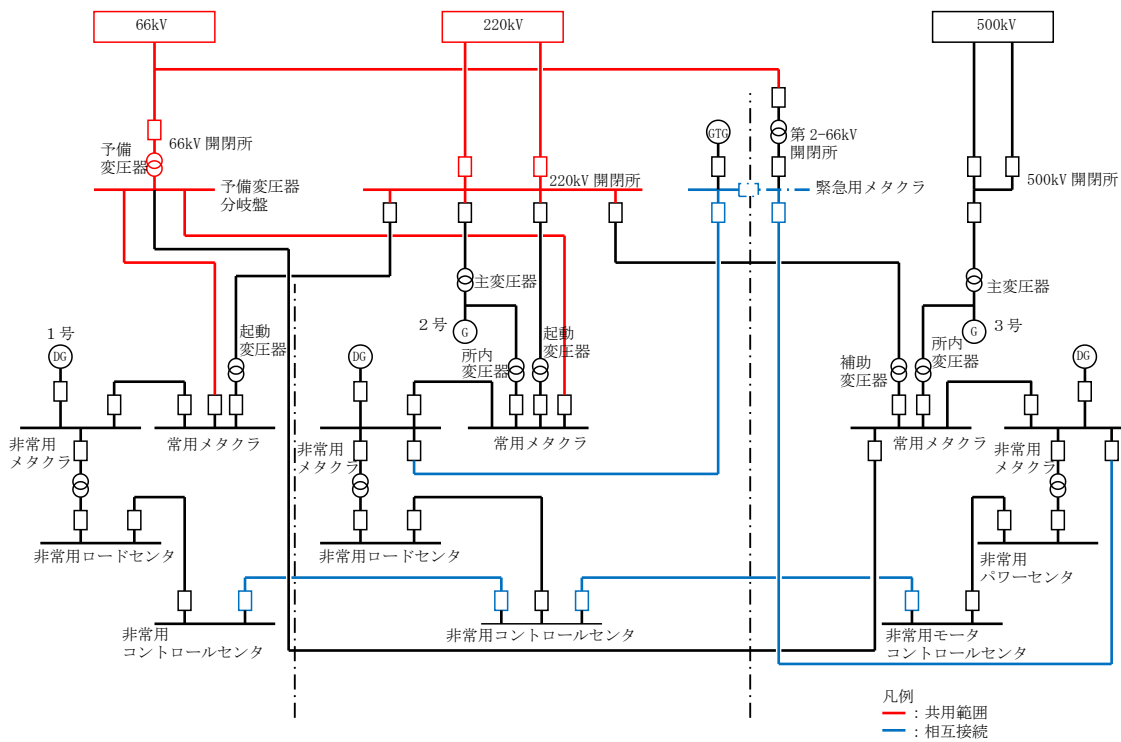 66kV
220kV
500kV
66kV 開閉所
予備
変圧器
GTG
第 2-66kV
開閉所
予備変圧器
分岐盤
220kV 開閉所
緊急用メタクラ
500kV 開閉所
主変圧器
主変圧器
1 号
DG
起動
変圧器
2 号
G
DG
所内
変圧器
起動
変圧器
補助
変圧器
所内
変圧器
G
3 号
DG
非常用
メタクラ
常用メタクラ
非常用
メタクラ
常用メタクラ
常用メタクラ
非常用
メタクラ
非常用ロードセンタ
非常用ロードセンタ
非常用
パワーセンタ
非常用
コントロールセンタ
非常用コントロールセンタ
非常用モータ
コントロールセンタ
凡例
：共用範囲
：相互接続